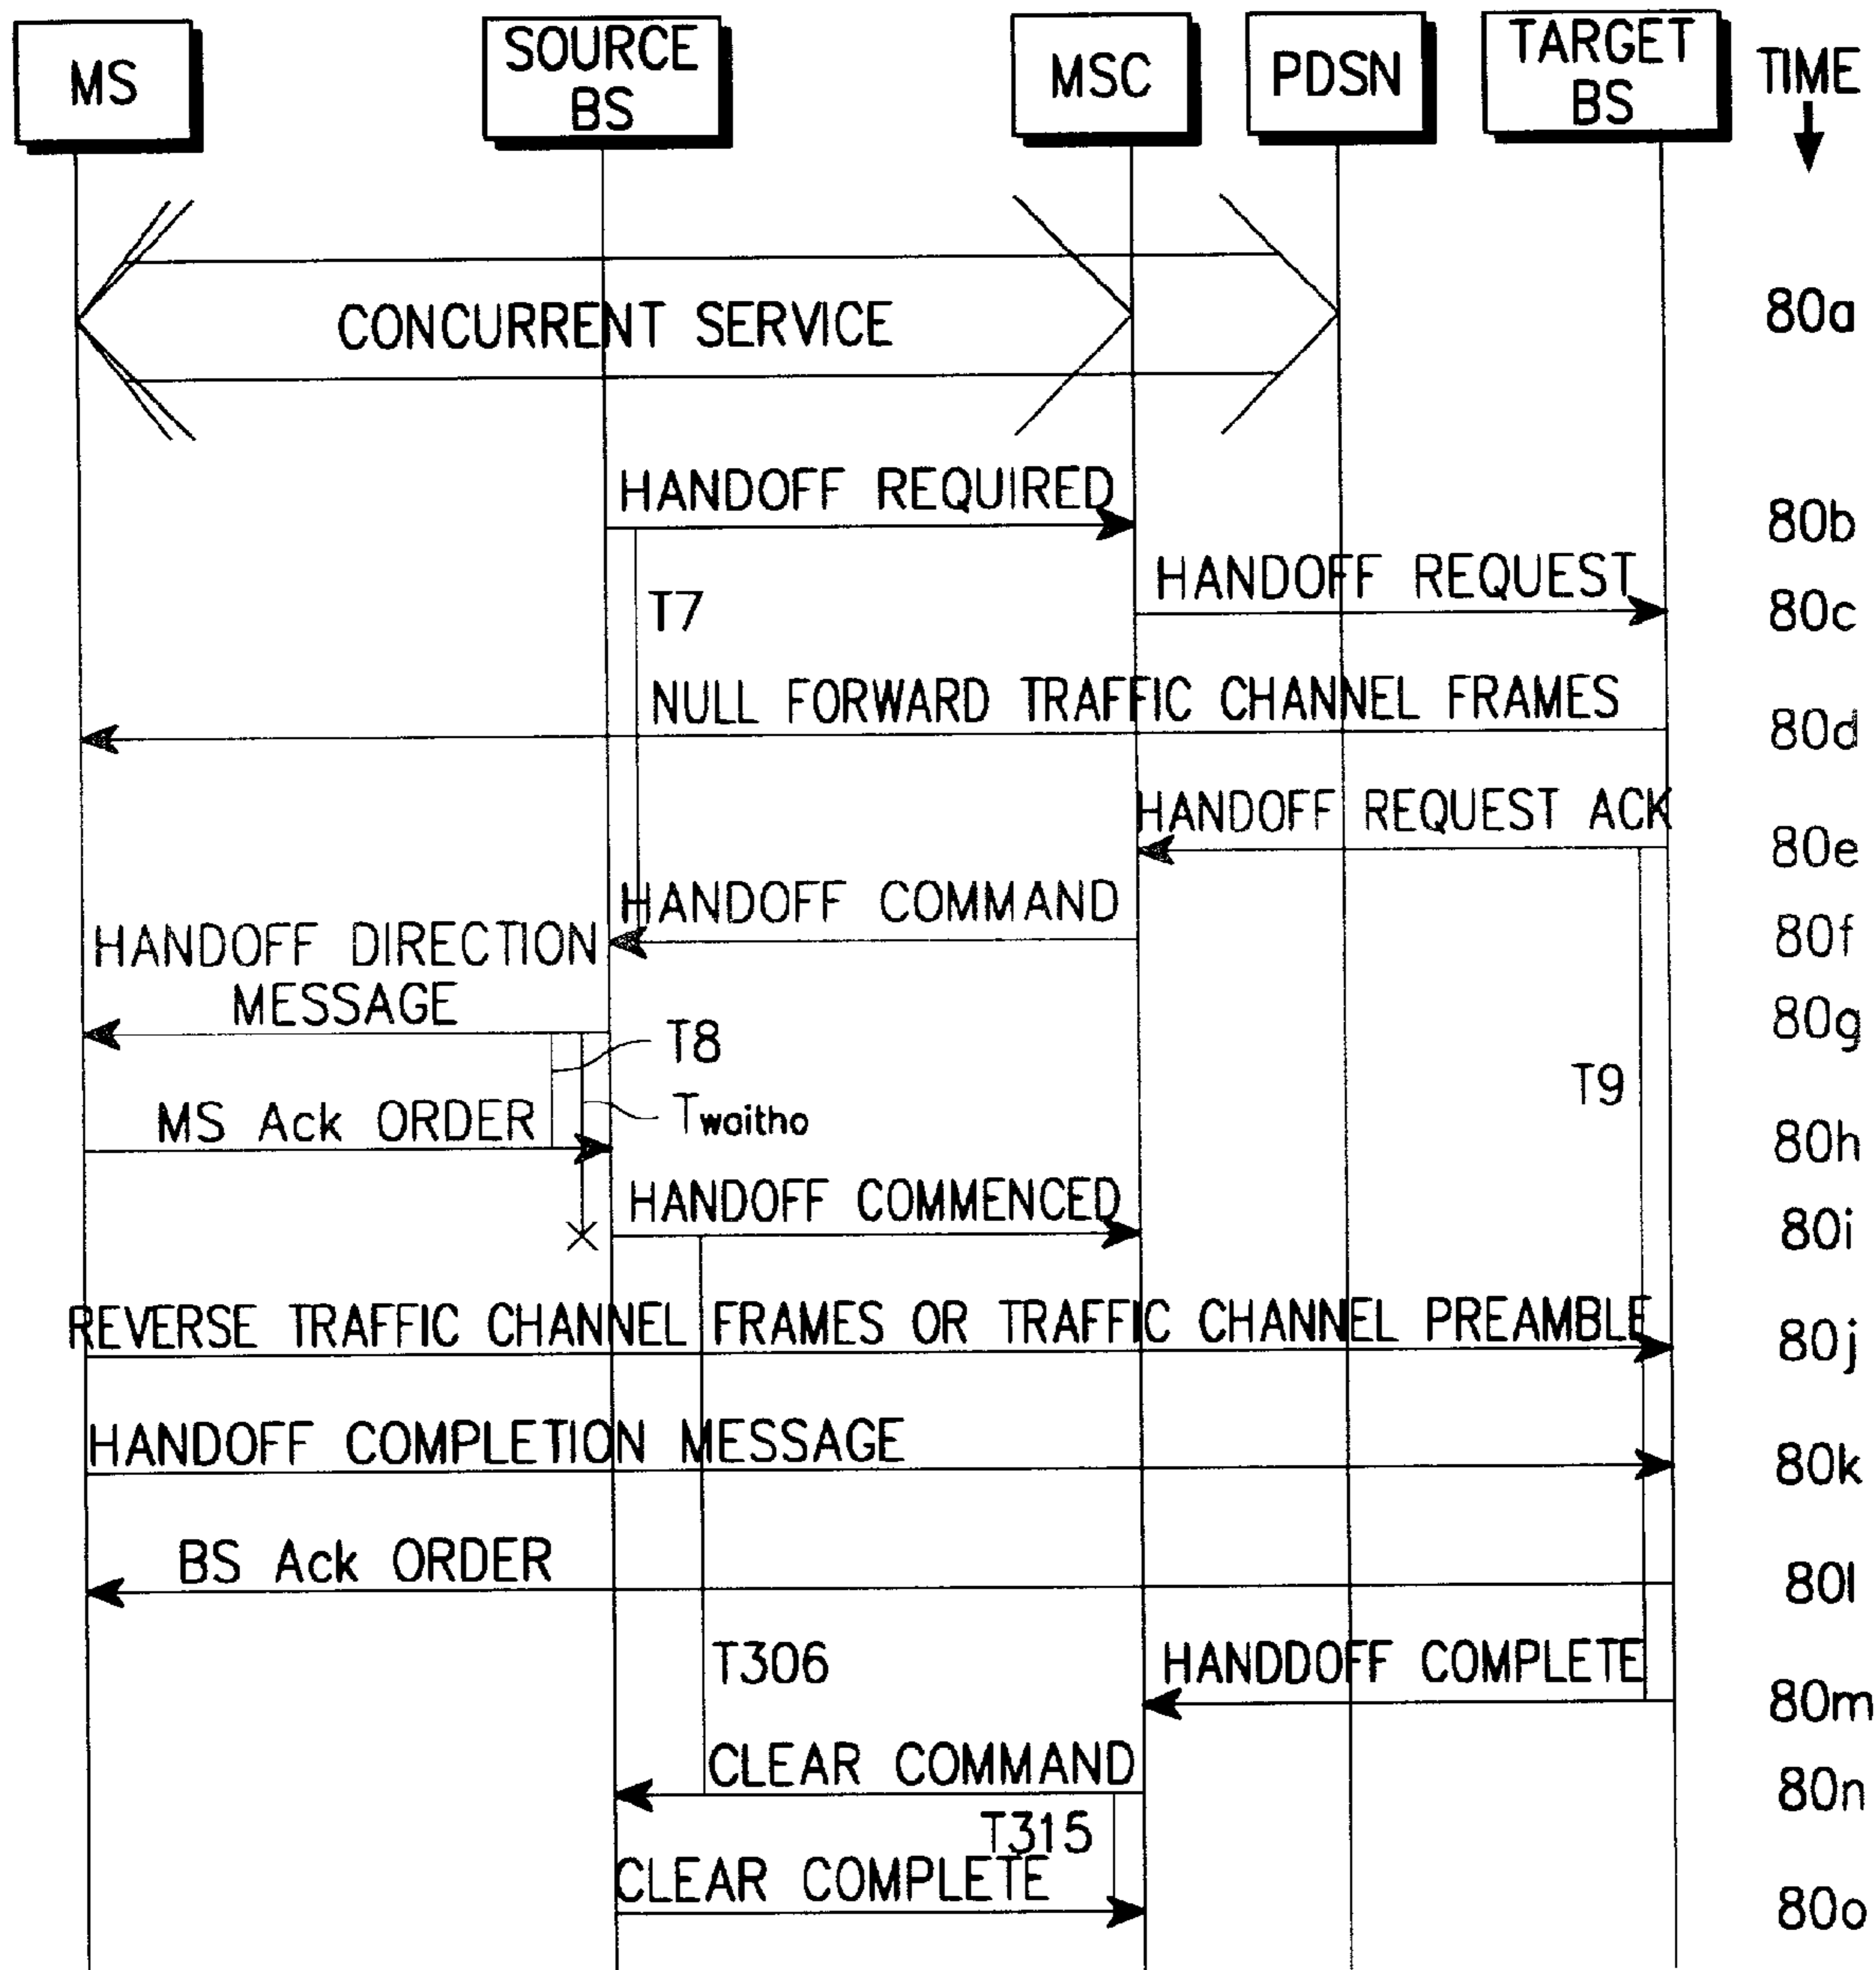 MS
SOURCE
BS
MSC
PDSN
TARGET
BS
TIME
CONCURRENT SERVICE
80a
HANDOFF REQUIRED
80b
HANDOFF REQUEST
80c
T7
NULL FORWARD TRAFFIC CHANNEL FRAMES
80d
HANDOFF REQUEST ACK
80e
HANDOFF COMMAND
80f
HANDOFF DIRECTION
MESSAGE
80g
T8
T9
MS Ack ORDER
Twaitho
80h
HANDOFF COMMENCED
80i
REVERSE TRAFFIC CHANNEL FRAMES OR TRAFFIC CHANNEL PREAMBLE
80j
HANDOFF COMPLETION MESSAGE
80k
BS Ack ORDER
80l
T306
HANDDOFF COMPLETE
80m
CLEAR COMMAND
80n
T315
CLEAR COMPLETE
80o